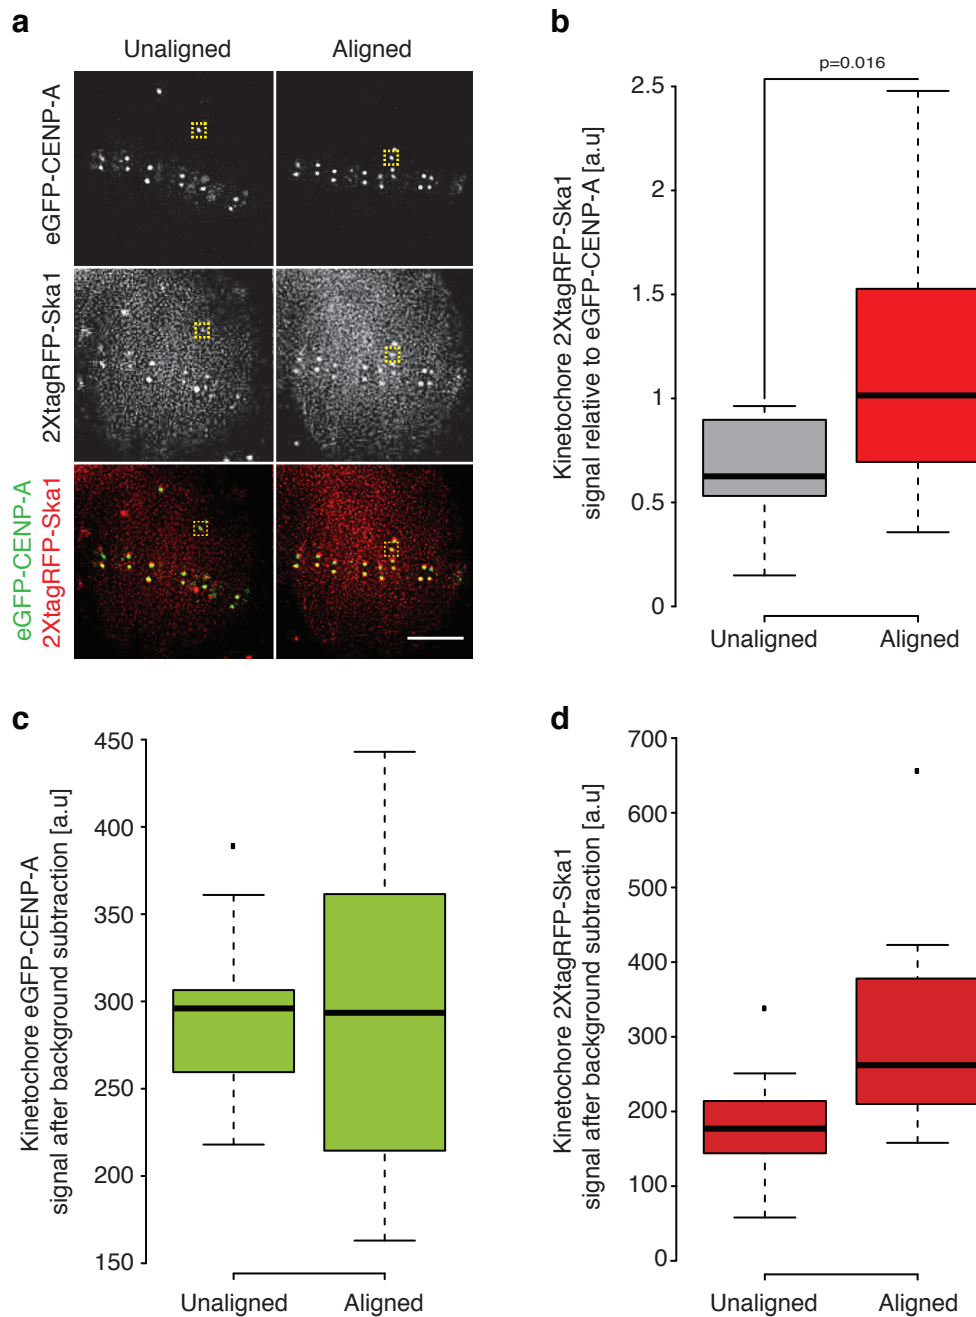 a
Unaligned
Aligned
eGFP-CENP-A
2XtagRFP-Ska1
eGFP-CENP-A
2XtagRFP-Ska1
b
p=0.016
Kinetochore 2XtagRFP-Ska1
signal relative to eGFP-CENP-A [a.u]
2.5
2
1.5
1
0.5
0
Unaligned
Aligned
c
Kinetochore eGFP-CENP-A
signal after background subtraction [a.u]
450
400
350
300
250
200
150
Unaligned
Aligned
d
Kinetochore 2XtagRFP-Ska1
signal after background subtraction [a.u]
700
600
500
400
300
200
100
0
Unaligned
Aligned